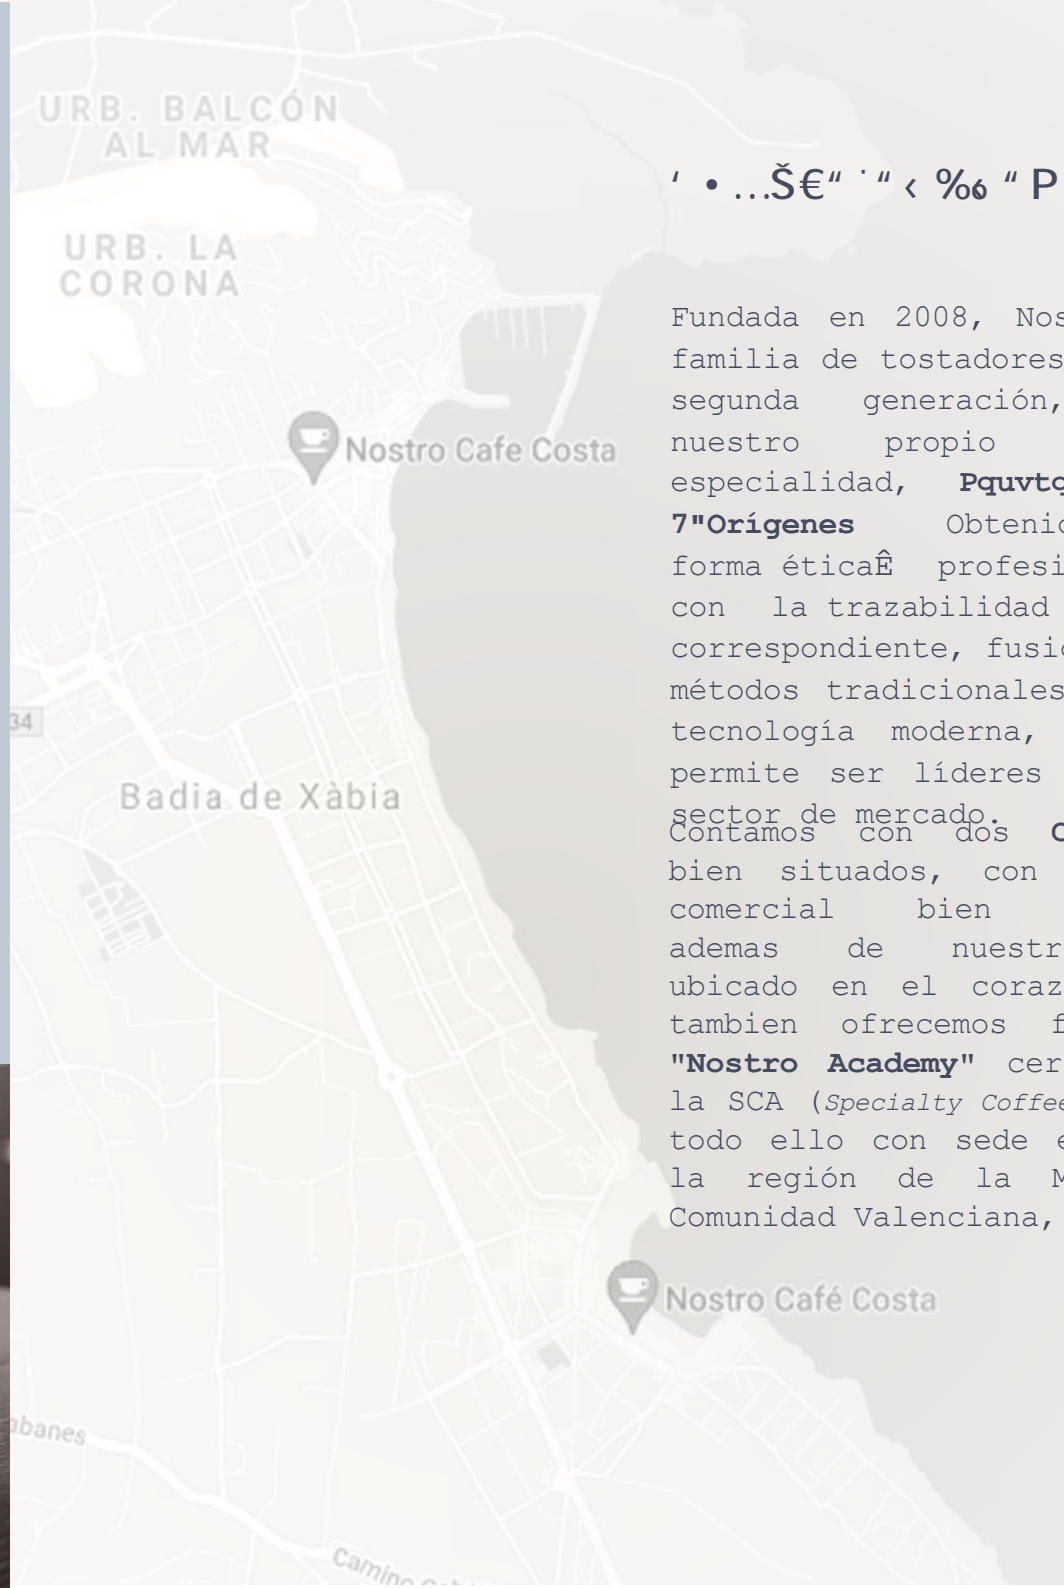 URB. BALCÓN
AL MAR
URB. LA
CORONA
Nostro Cafe Costa
34
Badia de Xàbia
Nostro Café Costa
Camino
' • …Š€“ ˙“ ‹ ‰ “ P
Fundada en 2008, Nos
familia de tostadores
segunda generación,
nuestro propio
especialidad, Pquvtq
7"Orígenes Obtenid
forma éticaÊ profesi
con la trazabilidad
correspondiente, fusio
métodos tradicionales
tecnología moderna,
permite ser líderes
sector de mercado.
Contamos con dos
bien situados, con
comercial bien
ademas de nuestr
ubicado en el coraz
tambien ofrecemos f
"Nostro Academy" cer
la SCA (Specialty Coffee
todo ello con sede e
la región de la M
Comunidad Valenciana,